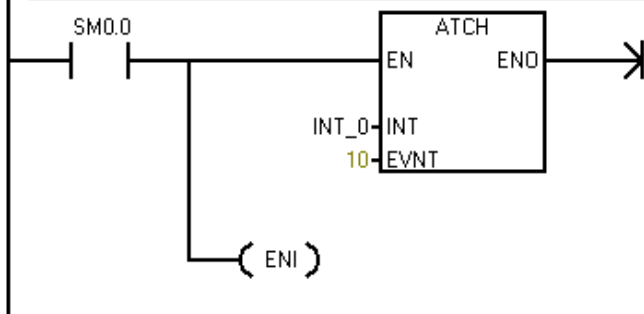 SM0.0
ATCH
EN ENO
INT_0 INT
10 EVNT
ENI